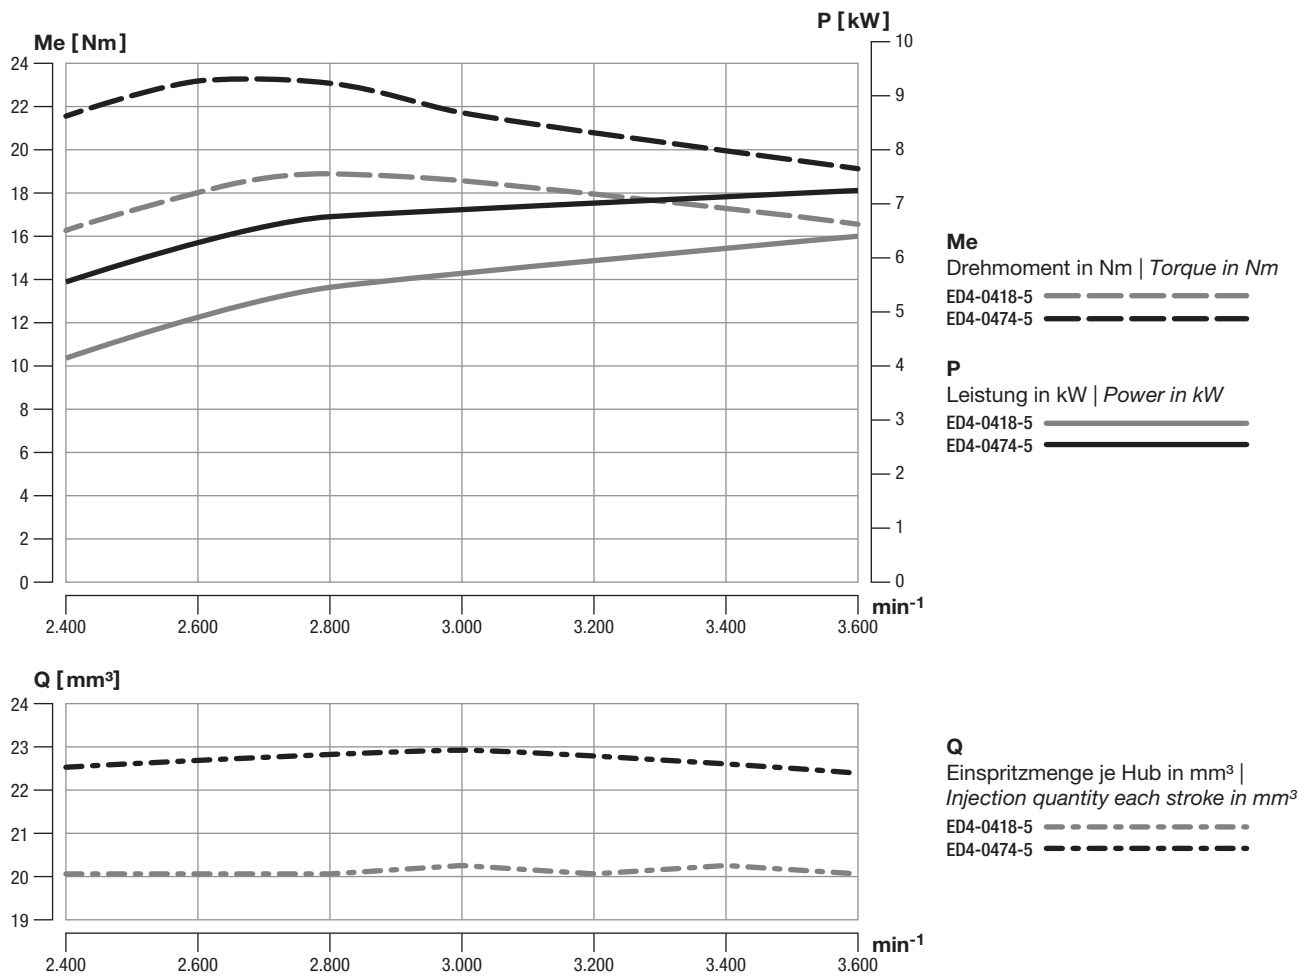 P [kW]
Me [Nm]
10
24
22
20
18
16
14
12
10
8
6
4
2
0
9
8
7
6
5
4
3
2
1
0
min-1
2.400 2.600 2.800 3.000 3.200 3.400 3.600
Me
Drehmoment in Nm | Torque in Nm
ED4-0418-5
ED4-0474-5
P
Leistung in kW | Power in kW
ED4-0418-5
ED4-0474-5
Q [mm³]
24
23
22
21
20
19
min-1
2.400 2.600 2.800 3.000 3.200 3.400 3.600
Q
Einspritzmenge je Hub in mm³ |
Injection quantity each stroke in mm³
ED4-0418-5
ED4-0474-5